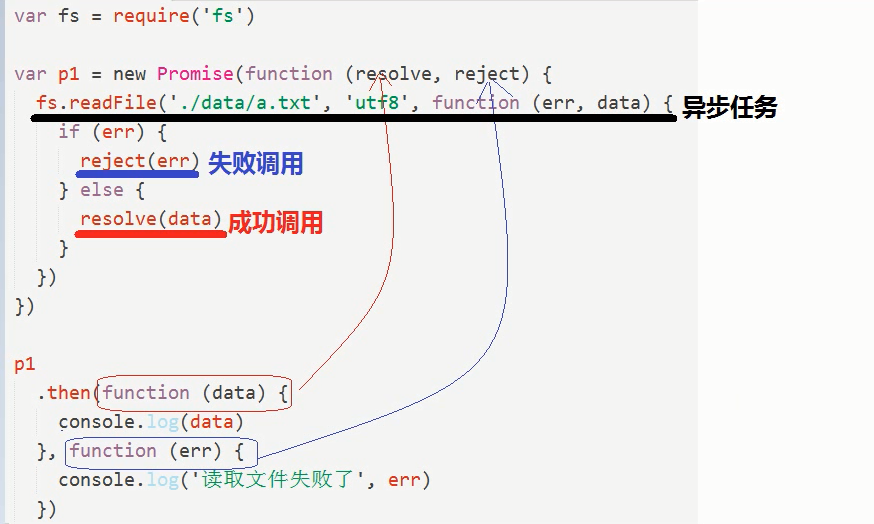 var fs = require('fs')
var p1 = new Promise(function (resolve, reject) {
fs.readFile('./data/a.txt', 'utf8', function (err, data) { 异步任务
if (err) {
reject(err) 失败调用
} else {
resolve(data) 成功调用
}
})
})
p1
.then(function (data) {
console.log(data)
}, function (err) {
console.log('读取文件失败了', err)
})